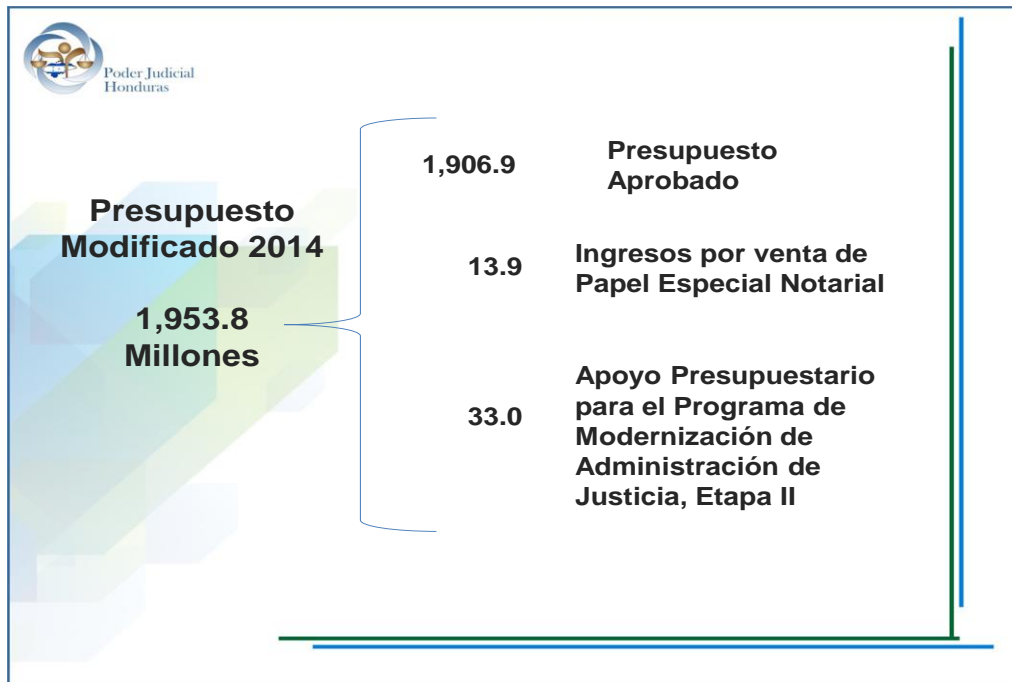 Poder Judicial
Honduras
Presupuesto
Modificado 2014
1,953.8
Millones
1,906.9
Presupuesto
Aprobado
13.9
Ingresos por venta de
Papel Especial Notarial
33.0
Apoyo Presupuestario
para el Programa de
Modernización de
Administración de
Justicia, Etapa II